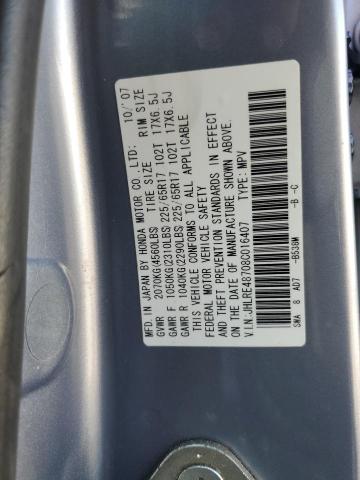 MFD. IN JAPAN BY HONDA MOTOR CO.,LTD: 10/'07
TIRE SIZE RIM SIZE
GVWR 2070KG(4560LBS)
GAWR F 1050KG(2310LBS) 225/65R17 102T 17X6.5J
GAWR R 1040KG(2290LBS) 225/65R17 102T 17X6.5J
THIS VEHICLE CONFORMS TO ALL APPLICABLE
FEDERAL MOTOR VEHICLE SAFETY
AND THEFT PREVENTION STANDARDS IN EFFECT
ON THE DATE OF MANUFACTURE SHOWN ABOVE.
V.I.N:JHLRE48708C016407 TYPE:MPV
SWA 8 AD7 -B538M -B -C